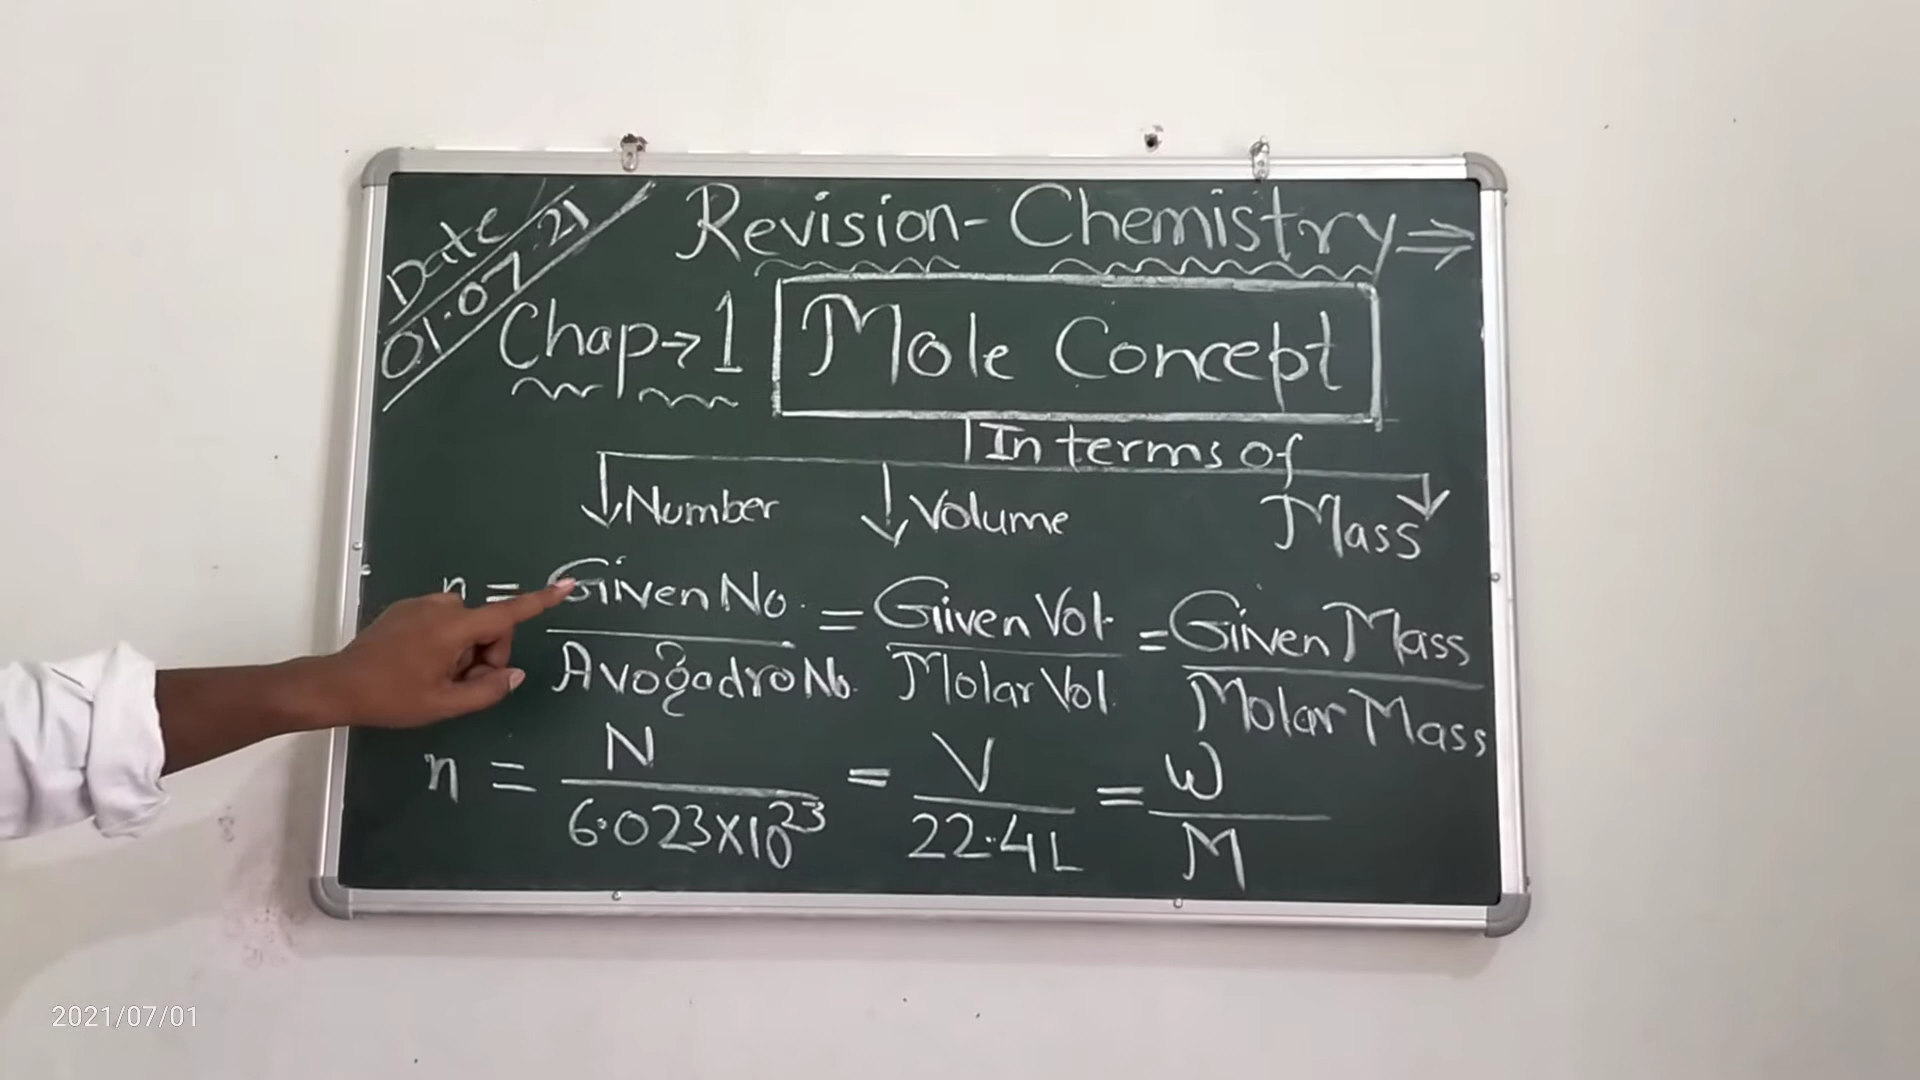 Date
01.07.21
Revision-Chemistry⇒
Chap→1 Mole Concept
In terms of
Number Volume Mass
n = Given No. / Avogadro No. = Given Vol. / Molar Vol. = Given Mass / Molar Mass
n = N / 6.023X10²³ = V / 22.4L = W / M
2021/07/01